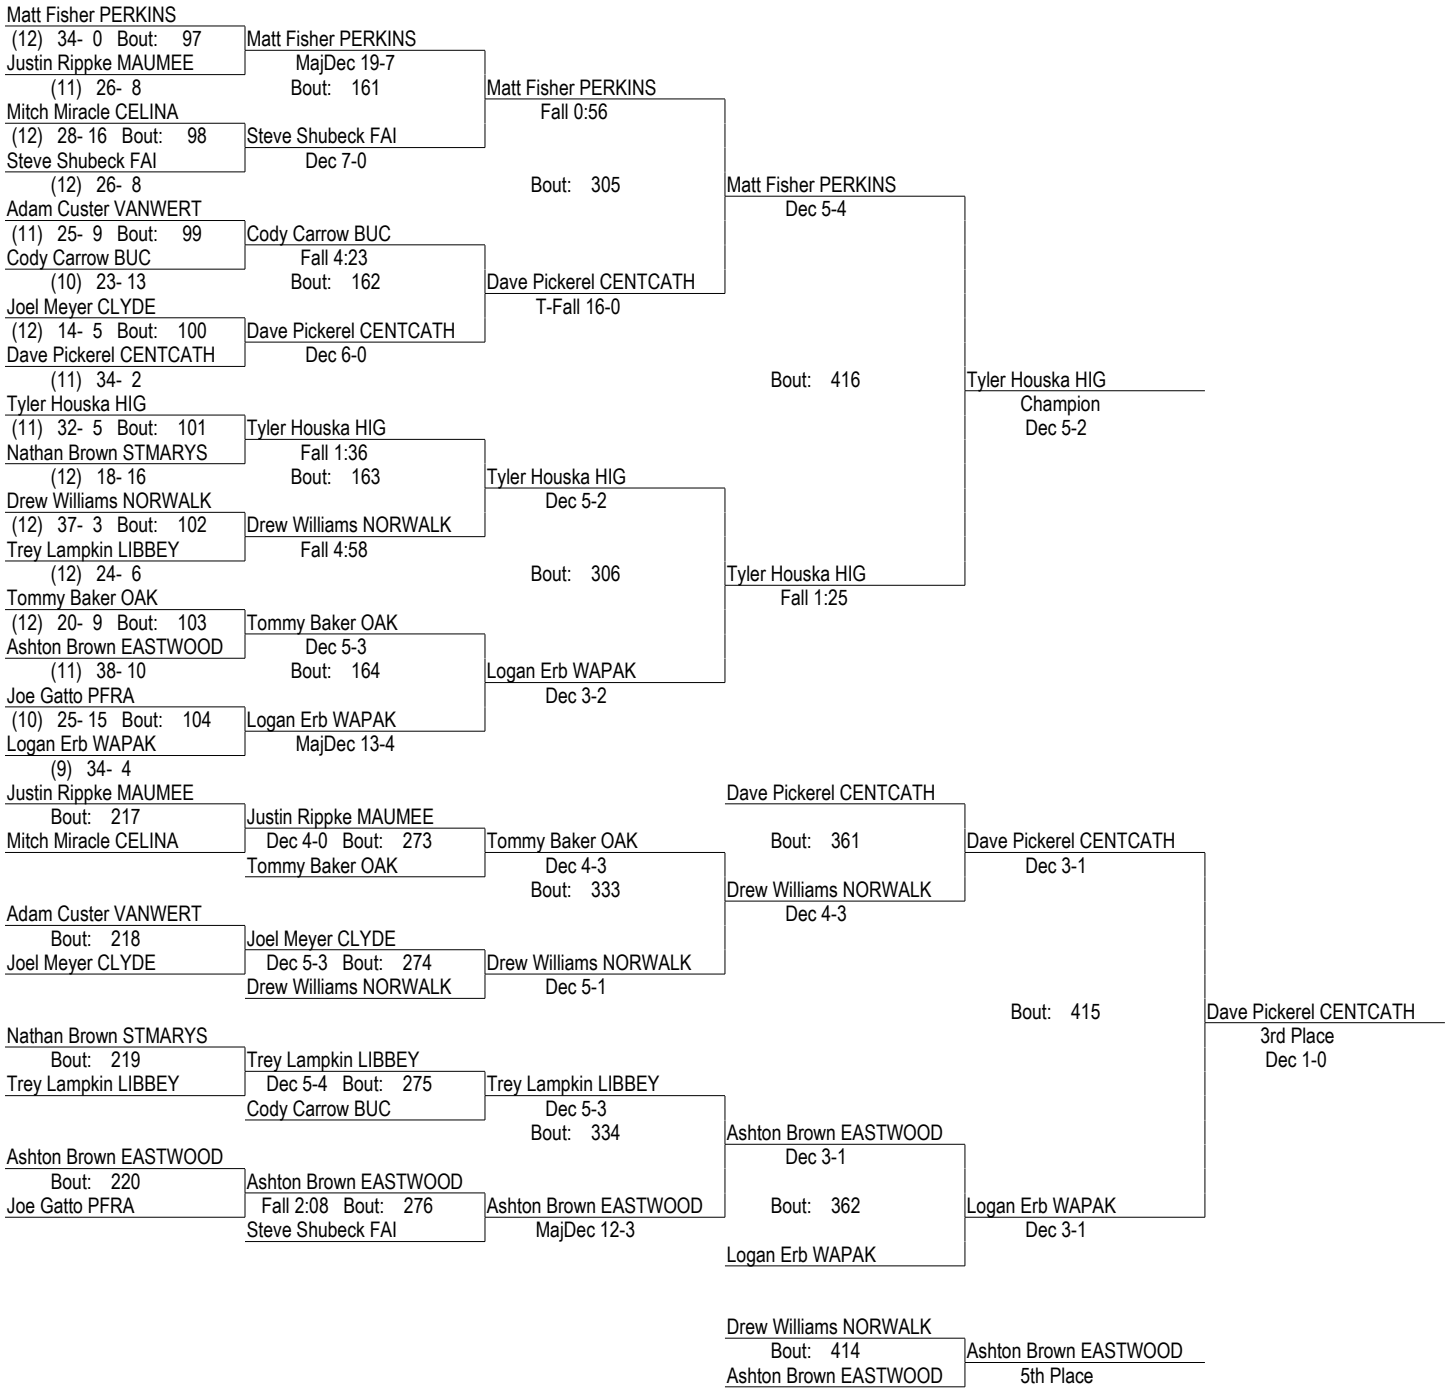 Matt Fisher PERKINS
(12) 34- 0 Bout: 97 Matt Fisher PERKINS
Justin Rippke MAUMEE MajDec 19-7
(11) 26- 8 Bout: 161 Matt Fisher PERKINS
Mitch Miracle CELINA Fall 0:56
(12) 28- 16 Bout: 98 Steve Shubeck FAI
Steve Shubeck FAI Dec 7-0
(12) 26- 8 Bout: 305 Matt Fisher PERKINS
Adam Custer VANWERT Dec 5-4
(11) 25- 9 Bout: 99 Cody Carrow BUC
Cody Carrow BUC Fall 4:23
(10) 23- 13 Bout: 162 Dave Pickerel CENTCATH
Joel Meyer CLYDE T-Fall 16-0
(12) 14- 5 Bout: 100 Dave Pickerel CENTCATH
Dave Pickerel CENTCATH Dec 6-0
(11) 34- 2 Bout: 416 Tyler Houska HIG
Tyler Houska HIG Champion
(11) 32- 5 Bout: 101 Tyler Houska HIG Dec 5-2
Nathan Brown STMARYS Fall 1:36
(12) 18- 16 Bout: 163 Tyler Houska HIG
Drew Williams NORWALK Dec 5-2
(12) 37- 3 Bout: 102 Drew Williams NORWALK
Trey Lampkin LIBBEY Fall 4:58
(12) 24- 6 Bout: 306 Tyler Houska HIG
Tommy Baker OAK Fall 1:25
(12) 20- 9 Bout: 103 Tommy Baker OAK
Ashton Brown EASTWOOD Dec 5-3
(11) 38- 10 Bout: 164 Logan Erb WAPAK
Joe Gatto PFRA Dec 3-2
(10) 25- 15 Bout: 104 Logan Erb WAPAK
Logan Erb WAPAK MajDec 13-4
(9) 34- 4
Justin Rippke MAUMEE Dave Pickerel CENTCATH
Bout: 217 Justin Rippke MAUMEE
Mitch Miracle CELINA Dec 4-0 Bout: 273 Tommy Baker OAK Bout: 361 Dave Pickerel CENTCATH
Tommy Baker OAK Dec 4-3 Dec 3-1
Bout: 333 Drew Williams NORWALK
Adam Custer VANWERT Dec 4-3
Bout: 218 Joel Meyer CLYDE
Joel Meyer CLYDE Dec 5-3 Bout: 274 Drew Williams NORWALK
Drew Williams NORWALK Dec 5-1
Bout: 415 Dave Pickerel CENTCATH
Nathan Brown STMARYS 3rd Place
Bout: 219 Trey Lampkin LIBBEY Dec 1-0
Trey Lampkin LIBBEY Dec 5-4 Bout: 275 Trey Lampkin LIBBEY
Cody Carrow BUC Dec 5-3
Bout: 334 Ashton Brown EASTWOOD
Ashton Brown EASTWOOD Dec 3-1
Bout: 220 Ashton Brown EASTWOOD
Joe Gatto PFRA Fall 2:08 Bout: 276 Ashton Brown EASTWOOD Bout: 362 Logan Erb WAPAK
Steve Shubeck FAI MajDec 12-3 Dec 3-1
Logan Erb WAPAK
Drew Williams NORWALK
Bout: 414 Ashton Brown EASTWOOD
Ashton Brown EASTWOOD 5th Place